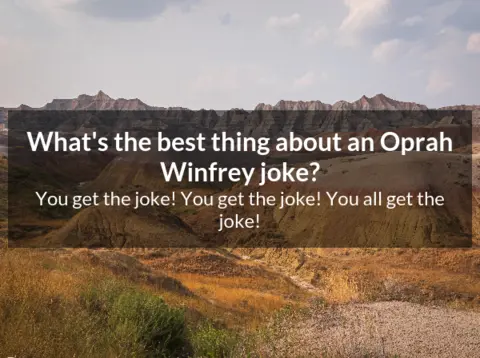 What's the best thing about an Oprah
Winfrey joke?
You get the joke! You get the joke! You all get the
joke!